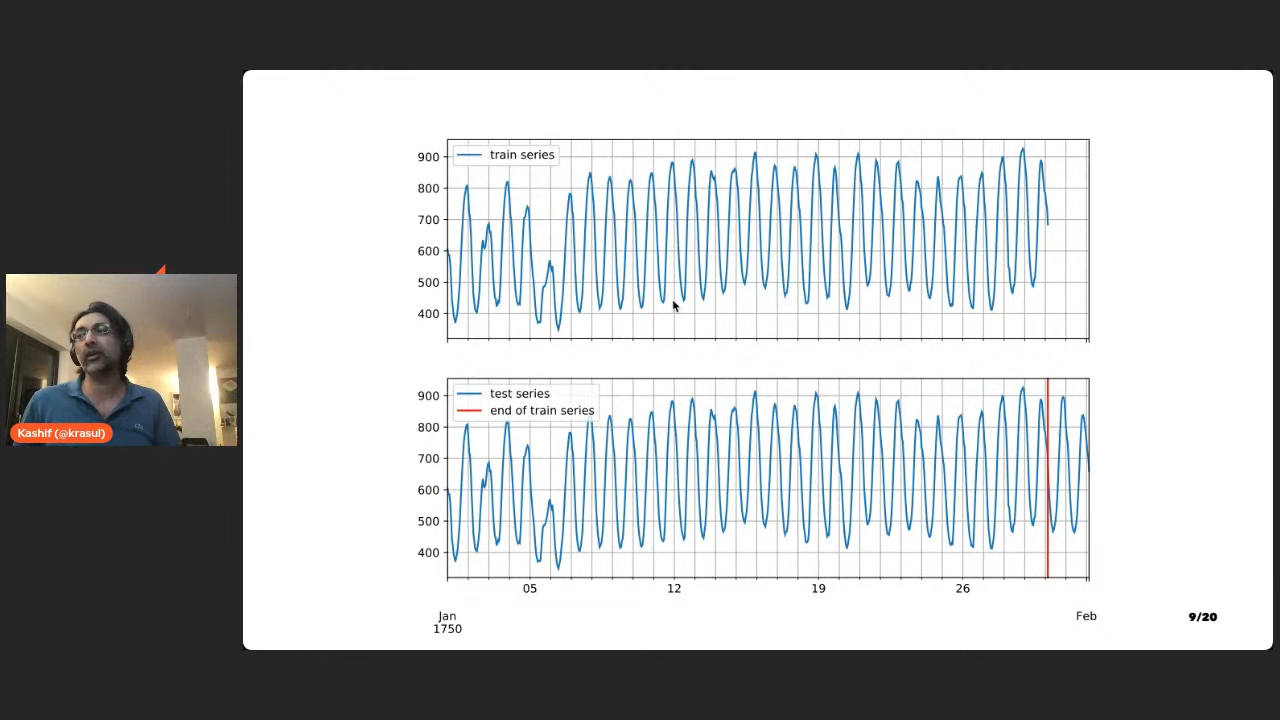 train series
900
800
700
600
500
400
test series
end of train series
900
800
700
600
500
400
05 12 19 26
Jan Feb
1750
9/20
Kashif (@krasul)